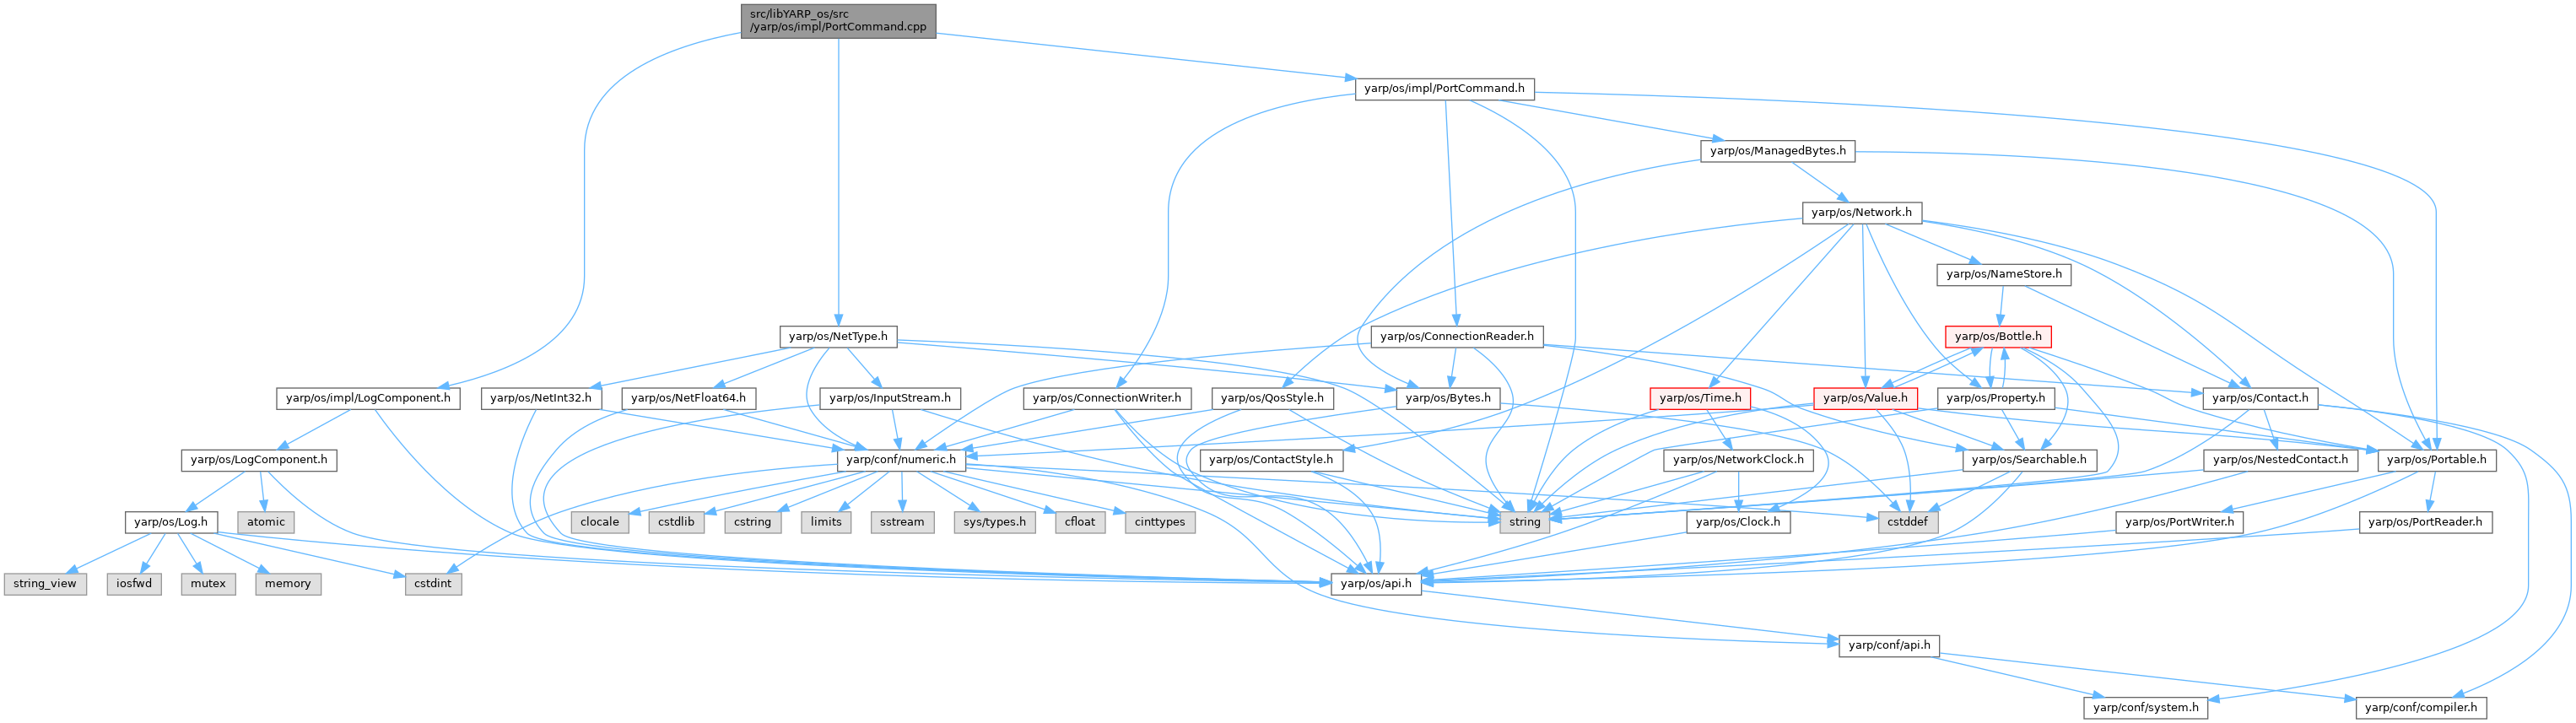 src/libYARP_os/src
/yarp/os/impl/PortCommand.cpp
yarp/os/impl/PortCommand.h
yarp/os/ManagedBytes.h
yarp/os/Network.h
yarp/os/NameStore.h
yarp/os/NetType.h
yarp/os/ConnectionReader.h
yarp/os/Bottle.h
yarp/os/impl/LogComponent.h
yarp/os/NetInt32.h
yarp/os/NetFloat64.h
yarp/os/InputStream.h
yarp/os/ConnectionWriter.h
yarp/os/QosStyle.h
yarp/os/Bytes.h
yarp/os/Time.h
yarp/os/Value.h
yarp/os/Property.h
yarp/os/Contact.h
yarp/os/LogComponent.h
yarp/conf/numeric.h
yarp/os/ContactStyle.h
yarp/os/NetworkClock.h
yarp/os/Searchable.h
yarp/os/NestedContact.h
yarp/os/Portable.h
yarp/os/Log.h
atomic
clocale
cstdlib
cstring
limits
sstream
sys/types.h
cfloat
cinttypes
string
yarp/os/Clock.h
cstddef
yarp/os/PortWriter.h
yarp/os/PortReader.h
string_view
iosfwd
mutex
memory
cstdint
yarp/os/api.h
yarp/conf/api.h
yarp/conf/system.h
yarp/conf/compiler.h